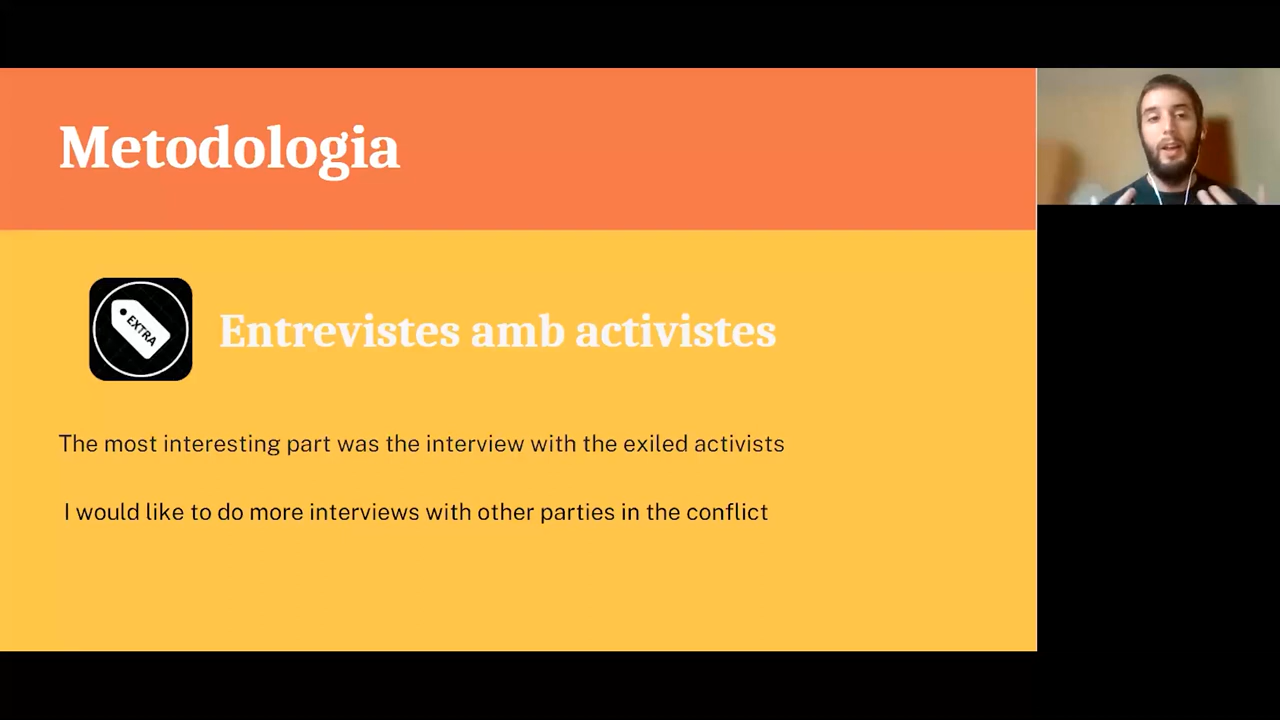 Metodologia
EXTRA
Entrevistes amb activistes
The most interesting part was the interview with the exiled activists
I would like to do more interviews with other parties in the conflict